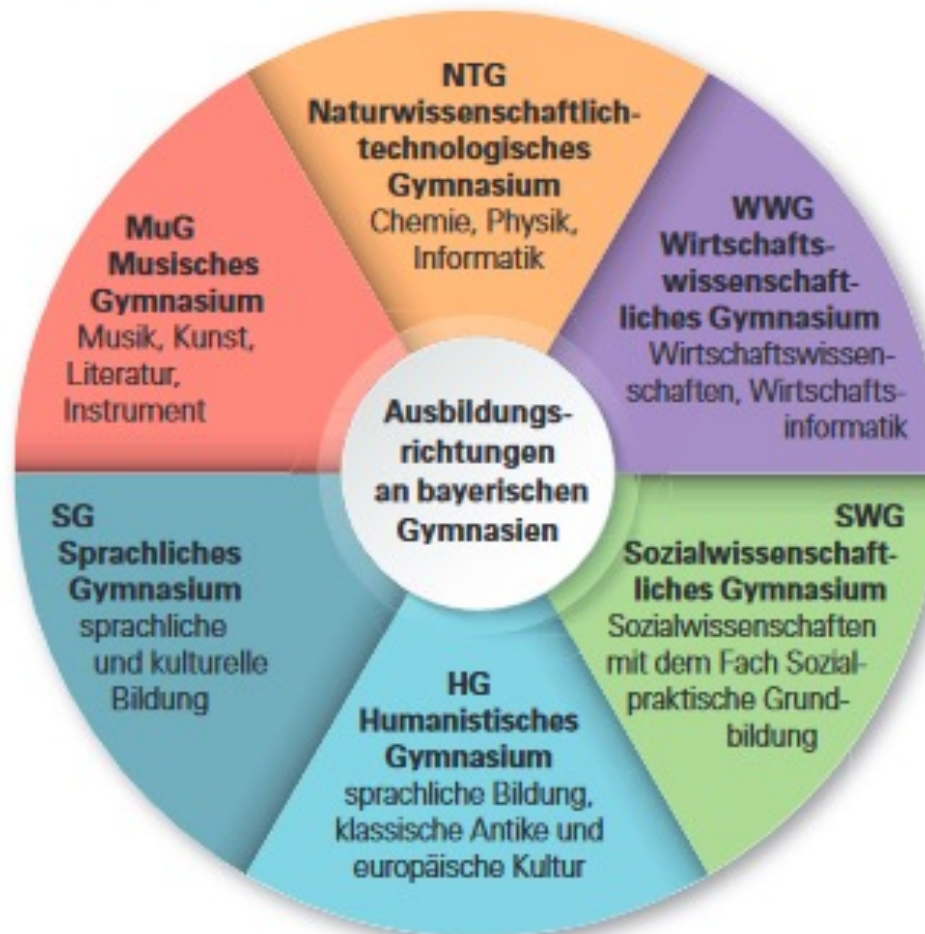 NTG
Naturwissenschaftlich-
technologisches
Gymnasium
Chemie, Physik,
Informatik
WWG
Wirtschafts-
wissenschaft-
liches Gymnasium
Wirtschaftswissen-
schaften, Wirtschafts-
informatik
SWG
Sozialwissenschaft-
liches Gymnasium
Sozialwissenschaften
mit dem Fach Sozial-
praktische Grund-
bildung
HG
Humanistisches
Gymnasium
sprachliche Bildung,
klassische Antike und
europäische Kultur
SG
Sprachliches
Gymnasium
sprachliche
und kulturelle
Bildung
MuG
Musisches
Gymnasium
Musik, Kunst,
Literatur,
Instrument
Ausbildungs-
richtungen
an bayerischen
Gymnasien